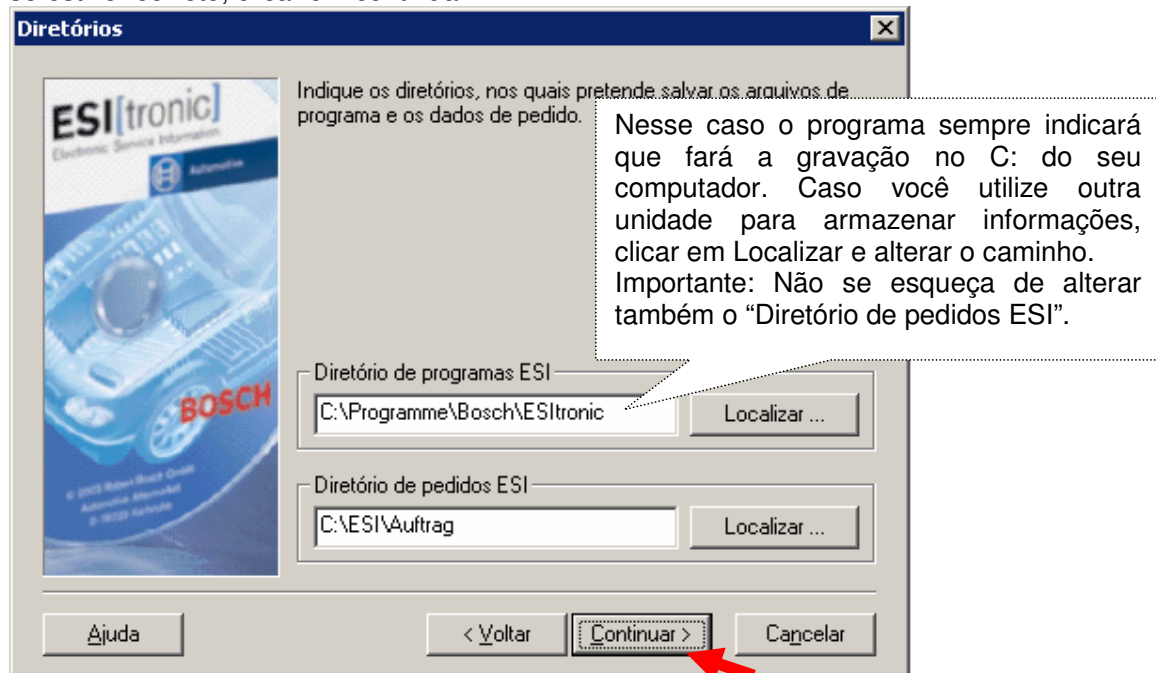 Diretórios
ESI[tronic]
Electronic Service Information
Automotive
Indique os diretórios, nos quais pretende salvar os arquivos de
programa e os dados de pedido.
Nesse caso o programa sempre indicará
que fará a gravação no C: do seu
computador. Caso você utilize outra
unidade para armazenar informações,
clicar em Localizar e alterar o caminho.
Importante: Não se esqueça de alterar
também o “Diretório de pedidos ESI”.
BOSCH
Automotive Aftermarket
Diretório de programas ESI
C:\Programme\Bosch\ESItronic
Localizar ...
Diretório de pedidos ESI
C:\ESI\Auftrag
Localizar ...
Ajuda
< Voltar
Continuar >
Cancelar